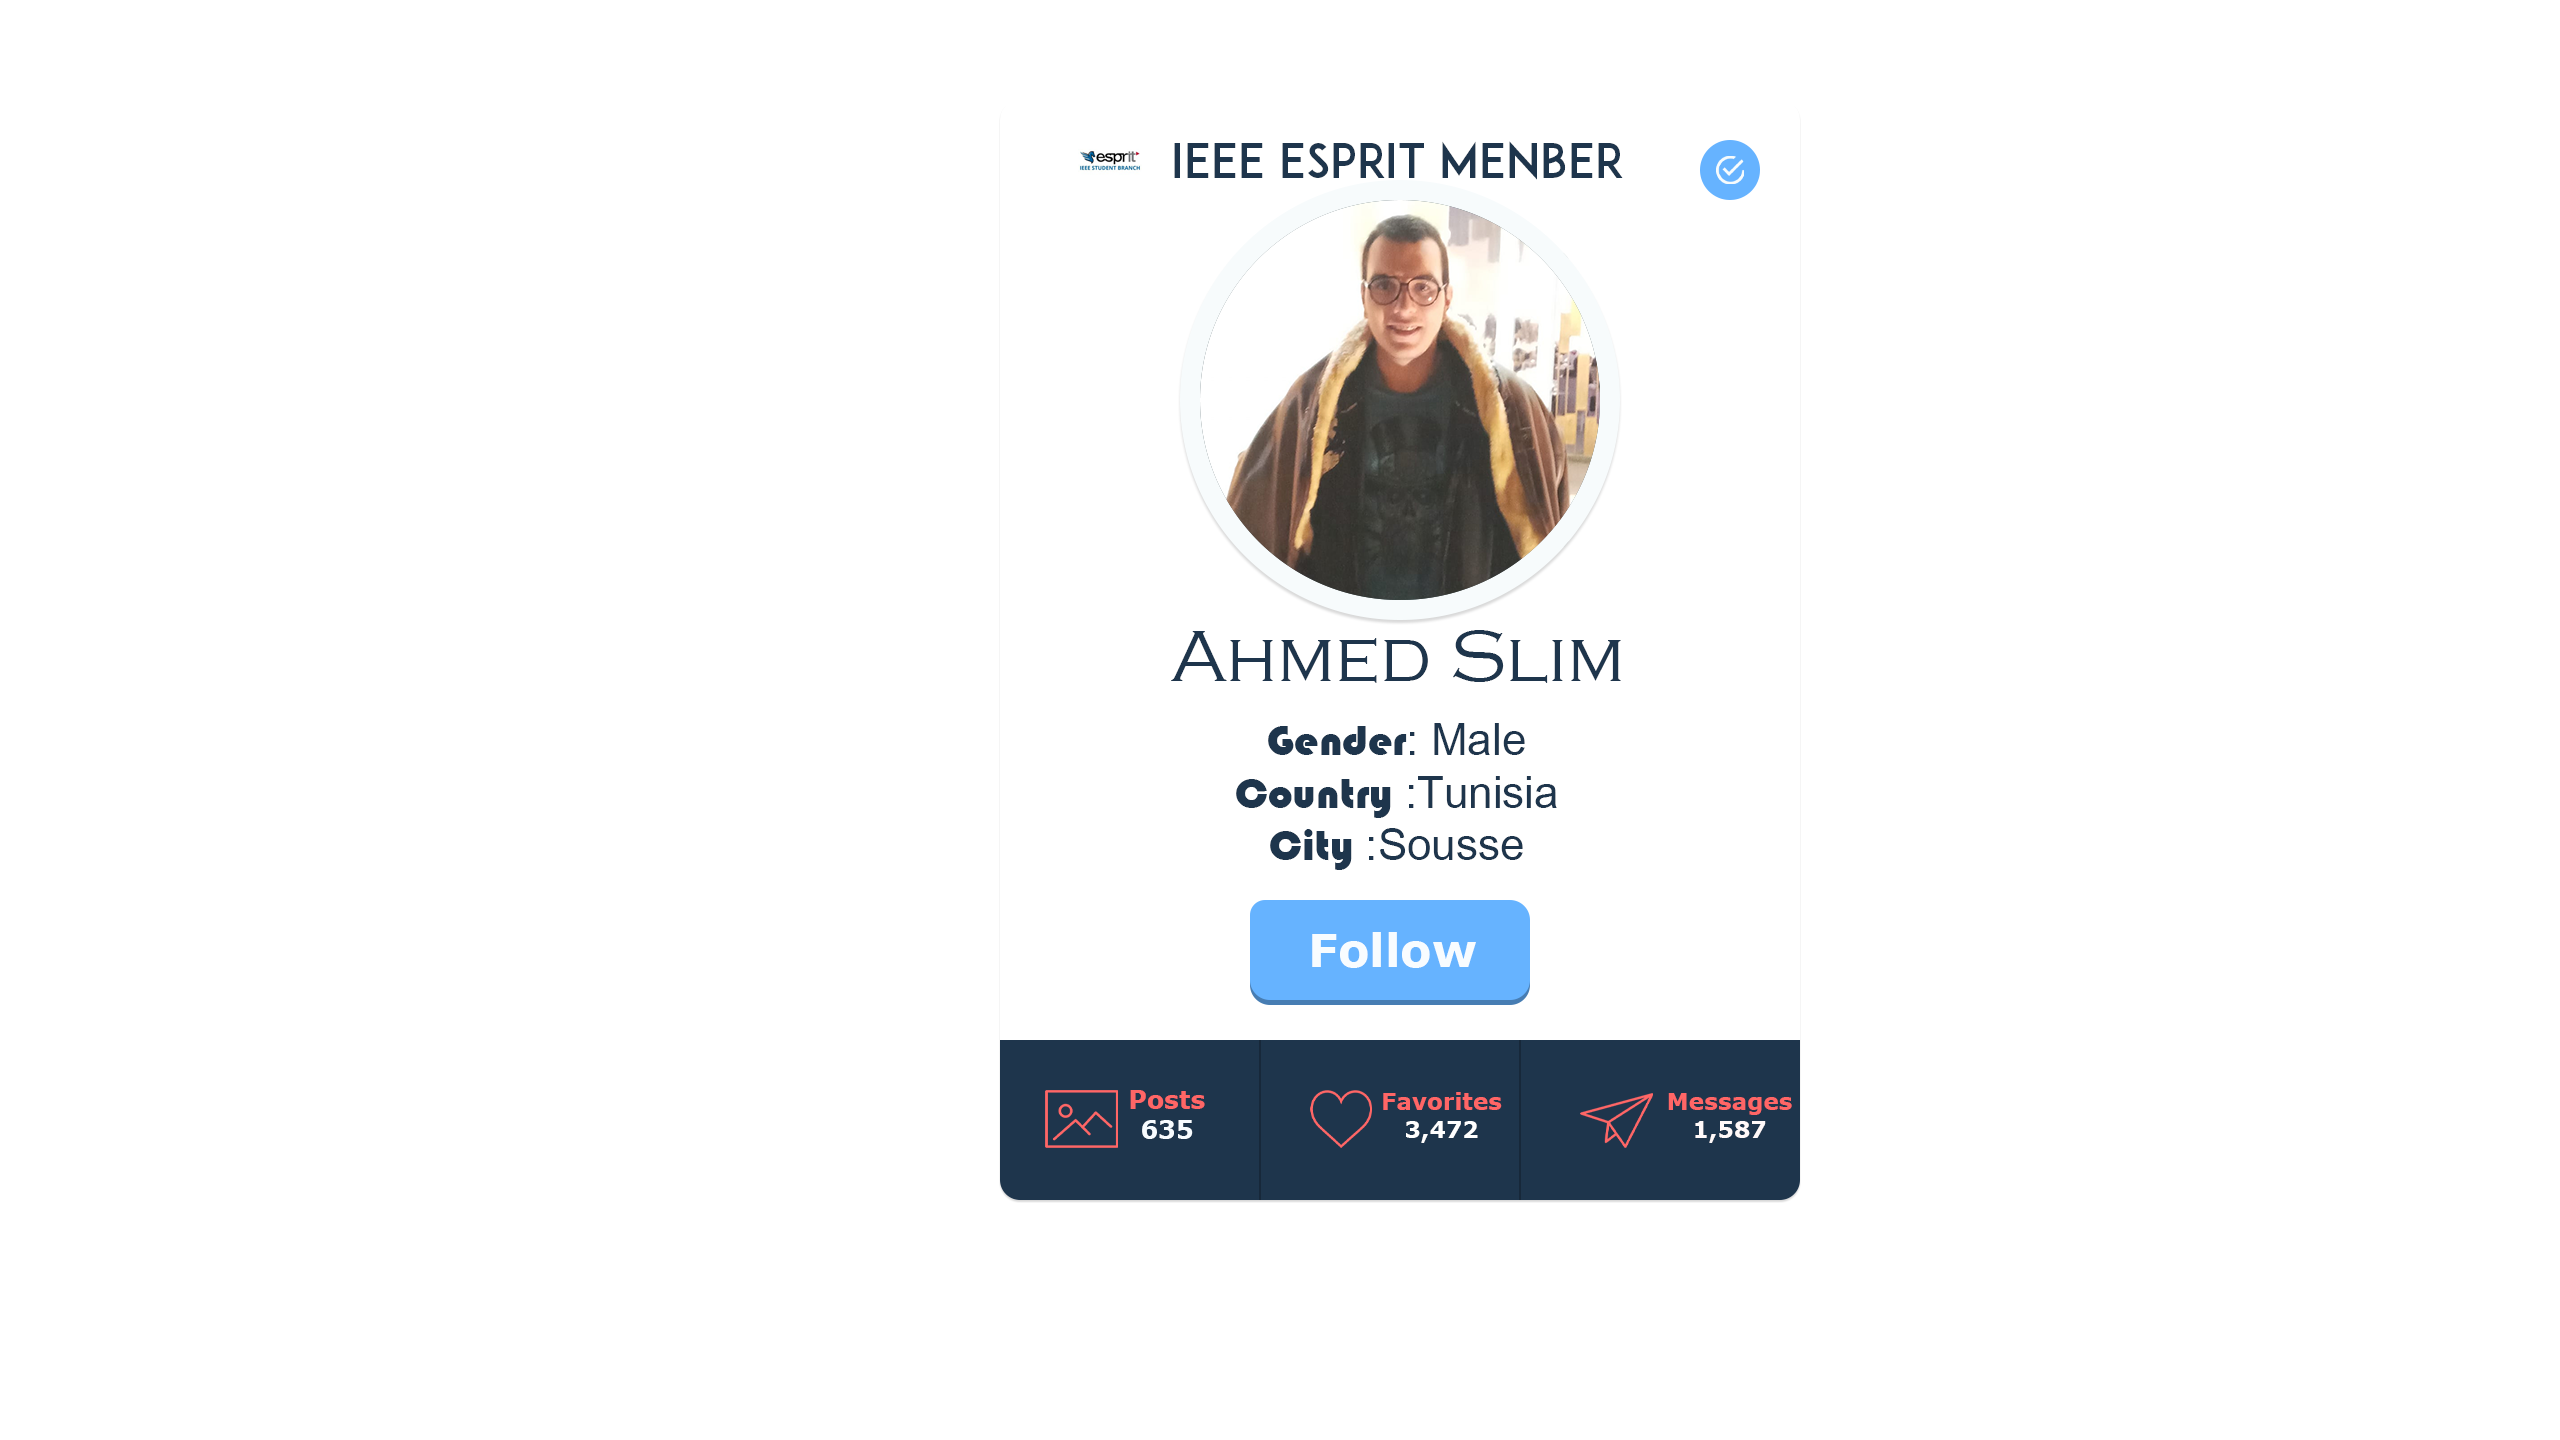 esprit
IEEE STUDENT BRANCH
IEEE ESPRIT MENBER
AHMED SLIM
Gender: Male
Country :Tunisia
City :Sousse
Follow
Posts
635
Favorites
3,472
Messages
1,587